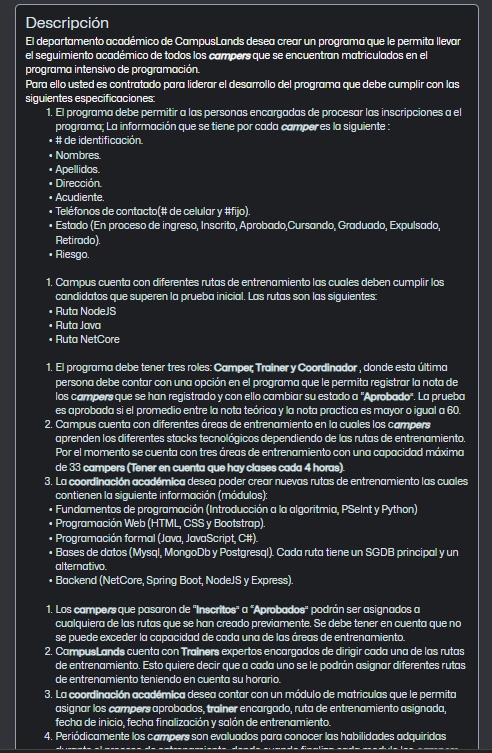 Descripción
El departamento académico de CampusLands desea crear un programa que le permita llevar
el seguimiento académico de todos los campers que se encuentran matriculados en el
programa intensivo de programación.
Para ello usted es contratado para liderar el desarrollo del programa que debe cumplir con las
siguientes especificaciones:
1. El programa debe permitir a las personas encargadas de procesar las inscripciones a el
programa; La información que se tiene por cada camper es la siguiente :
• # de identificación.
• Nombres.
• Apellidos.
• Dirección.
• Acudiente.
• Teléfonos de contacto(# de celular y #fijo).
• Estado (En proceso de ingreso, Inscrito, Aprobado,Cursando, Graduado, Expulsado,
Retirado).
• Riesgo.
1. Campus cuenta con diferentes rutas de entrenamiento las cuales deben cumplir los
candidatos que superen la prueba inicial. Las rutas son las siguientes:
• Ruta NodeJS
• Ruta Java
• Ruta NetCore
1. El programa debe tener tres roles: Camper, Trainer y Coordinador , donde esta última
persona debe contar con una opción en el programa que le permita registrar la nota de
los campers que se han registrado y con ello cambiar su estado a "Aprobado". La prueba
es aprobada si el promedio entre la nota teórica y la nota practica es mayor o igual a 60.
2. Campus cuenta con diferentes áreas de entrenamiento en la cuales los campers
aprenden los diferentes stacks tecnológicos dependiendo de las rutas de entrenamiento.
Por el momento se cuenta con tres áreas de entrenamiento con una capacidad máxima
de 33 campers (Tener en cuenta que hay clases cada 4 horas).
3. La coordinación académica desea poder crear nuevas rutas de entrenamiento las cuales
contienen la siguiente información (módulos):
• Fundamentos de programación (Introducción a la algoritmia, PSeInt y Python)
• Programación Web (HTML, CSS y Bootstrap).
• Programación formal (Java, JavaScript, C#).
• Bases de datos (Mysql, MongoDb y Postgresql). Cada ruta tiene un SGDB principal y un
alternativo.
• Backend (NetCore, Spring Boot, NodeJS y Express).
1. Los campers que pasaron de "Inscritos" a "Aprobados" podrán ser asignados a
cualquiera de las rutas que se han creado previamente. Se debe tener en cuenta que no
se puede exceder la capacidad de cada una de las áreas de entrenamiento.
2. CampusLands cuenta con Trainers expertos encargados de dirigir cada una de las rutas
de entrenamiento. Esto quiere decir que a cada uno se le podrán asignar diferentes rutas
de entrenamiento teniendo en cuenta su horario.
3. La coordinación académica desea contar con un módulo de matriculas que le permita
asignar los campers aprobados, trainer encargado, ruta de entrenamiento asignada,
fecha de inicio, fecha finalización y salón de entrenamiento.
4. Periódicamente los campers son evaluados para conocer las habilidades adquiridas